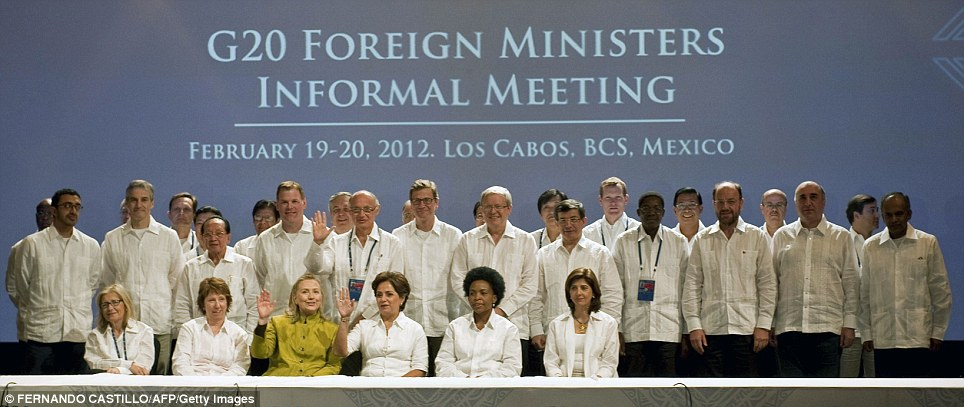 G20 FOREIGN MINISTERS
INFORMAL MEETING
FEBRUARY 19-20, 2012. LOS CABOS, BCS, MEXICO
© FERNANDO CASTILLO/AFP/Getty Images